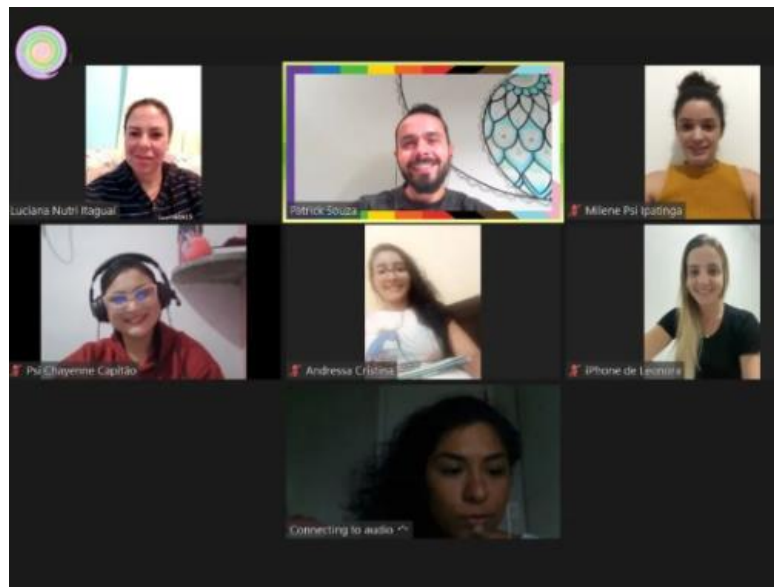 Luciana Nutri Itaguaí
Patrick Souza
Milene Psi Ipatinga
Psi Chayenne Capitão
Andressa Cristina
iPhone de Leonora
Connecting to audio